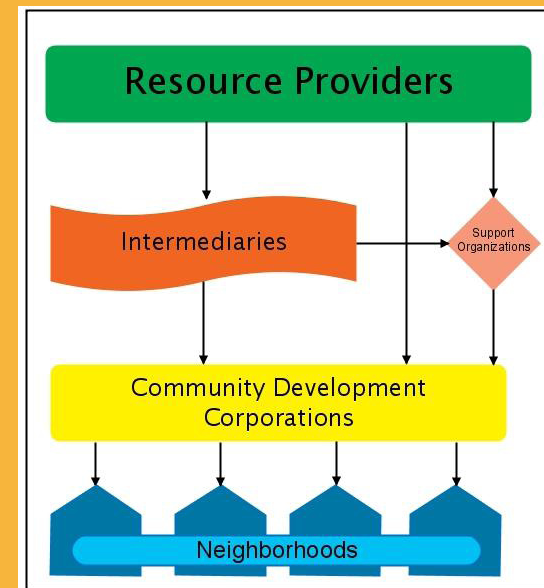 Resource Providers
Intermediaries
Support
Organizations
Community Development
Corporations
Neighborhoods